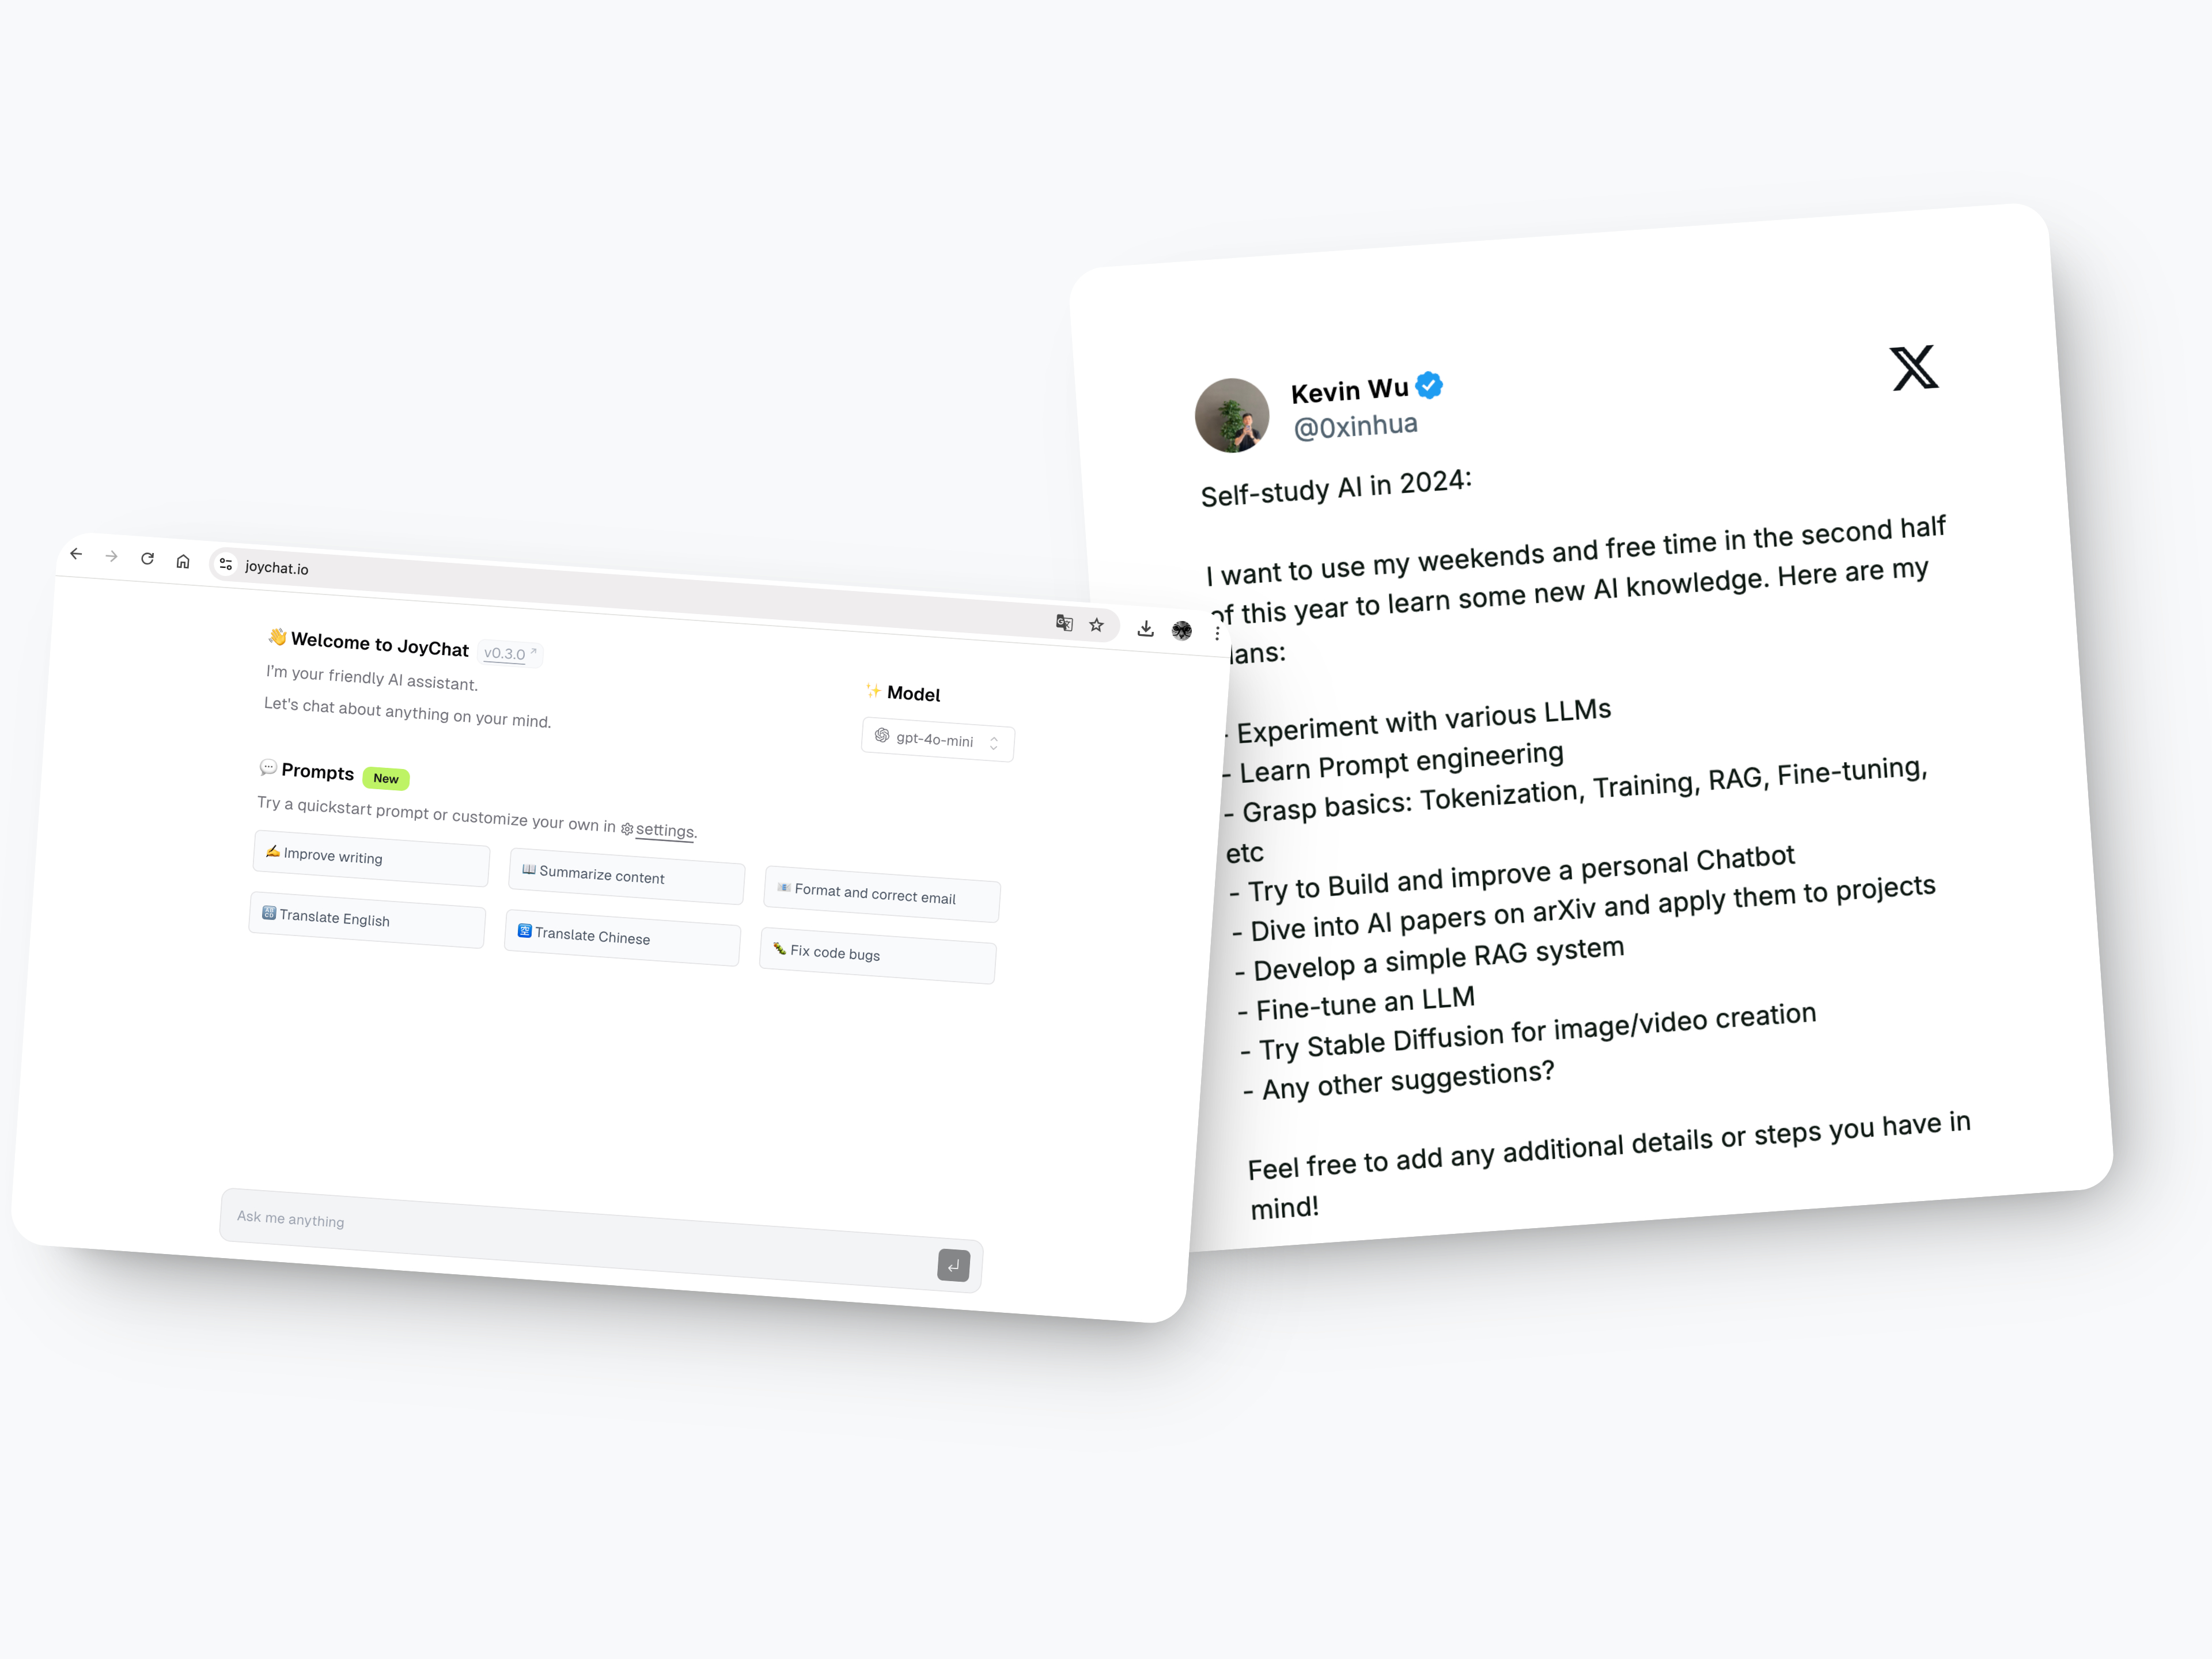 joychat.io
👋 Welcome to JoyChat v0.3.0
I'm your friendly AI assistant.
Let's chat about anything on your mind.
✨ Model
gpt-4o-mini
💬 Prompts New
Try a quickstart prompt or customize your own in settings.
✍️ Improve writing
📖 Summarize content
📧 Format and correct email
🔠 Translate English
🈳 Translate Chinese
🐛 Fix code bugs
Ask me anything
Kevin Wu
@0xinhua
Self-study AI in 2024:
I want to use my weekends and free time in the second half
of this year to learn some new AI knowledge. Here are my
lans:
- Experiment with various LLMs
- Learn Prompt engineering
- Grasp basics: Tokenization, Training, RAG, Fine-tuning,
etc
- Try to Build and improve a personal Chatbot
- Dive into AI papers on arXiv and apply them to projects
- Develop a simple RAG system
- Fine-tune an LLM
- Try Stable Diffusion for image/video creation
- Any other suggestions?
Feel free to add any additional details or steps you have in
mind!